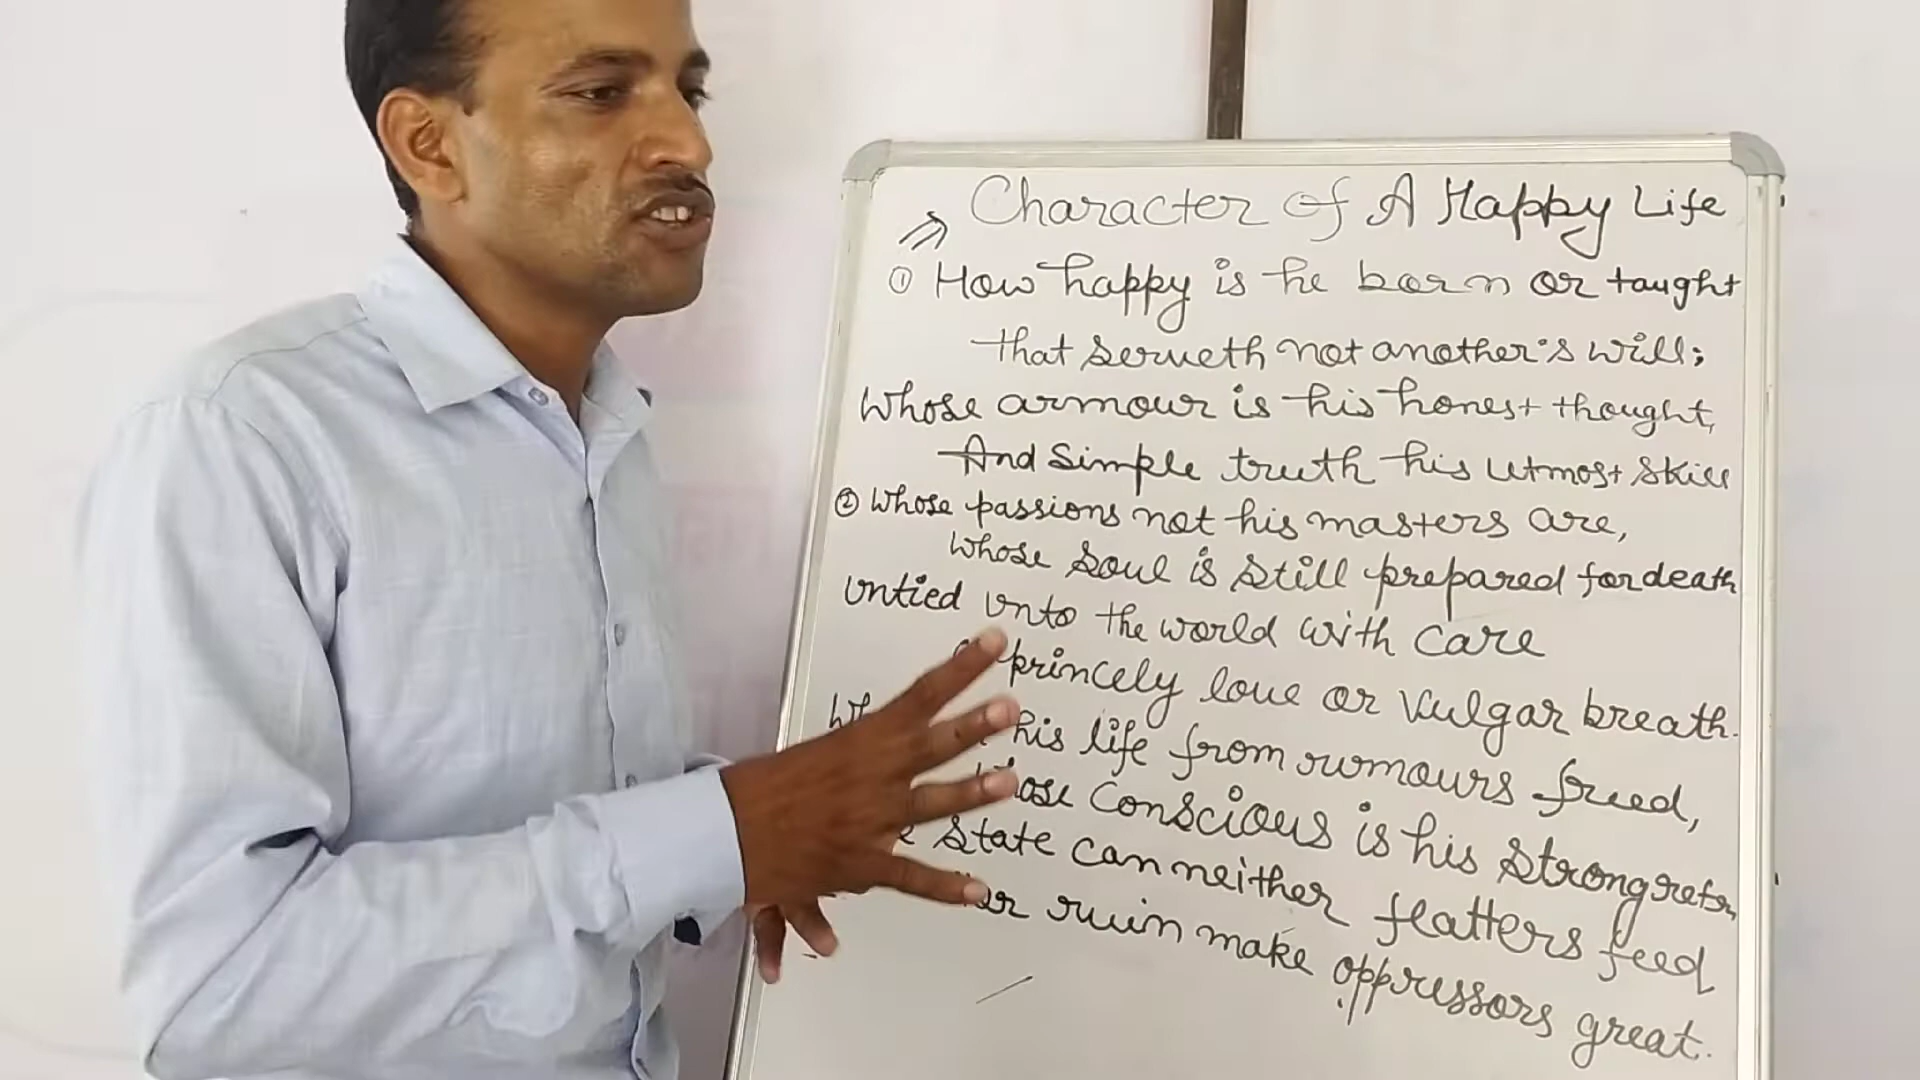 Character of A Happy Life
① How happy is he born or taught
that serveth not another's will;
Whose armour is his honest thought,
And simple truth his utmost skill
② Whose passions not his masters are,
Whose soul is still prepared for death
Untied unto the world with care
princely love or vulgar breath.
his life from rumours freed,
Conscious is his strong
State can neither flatters feed
ruin make oppressors great.